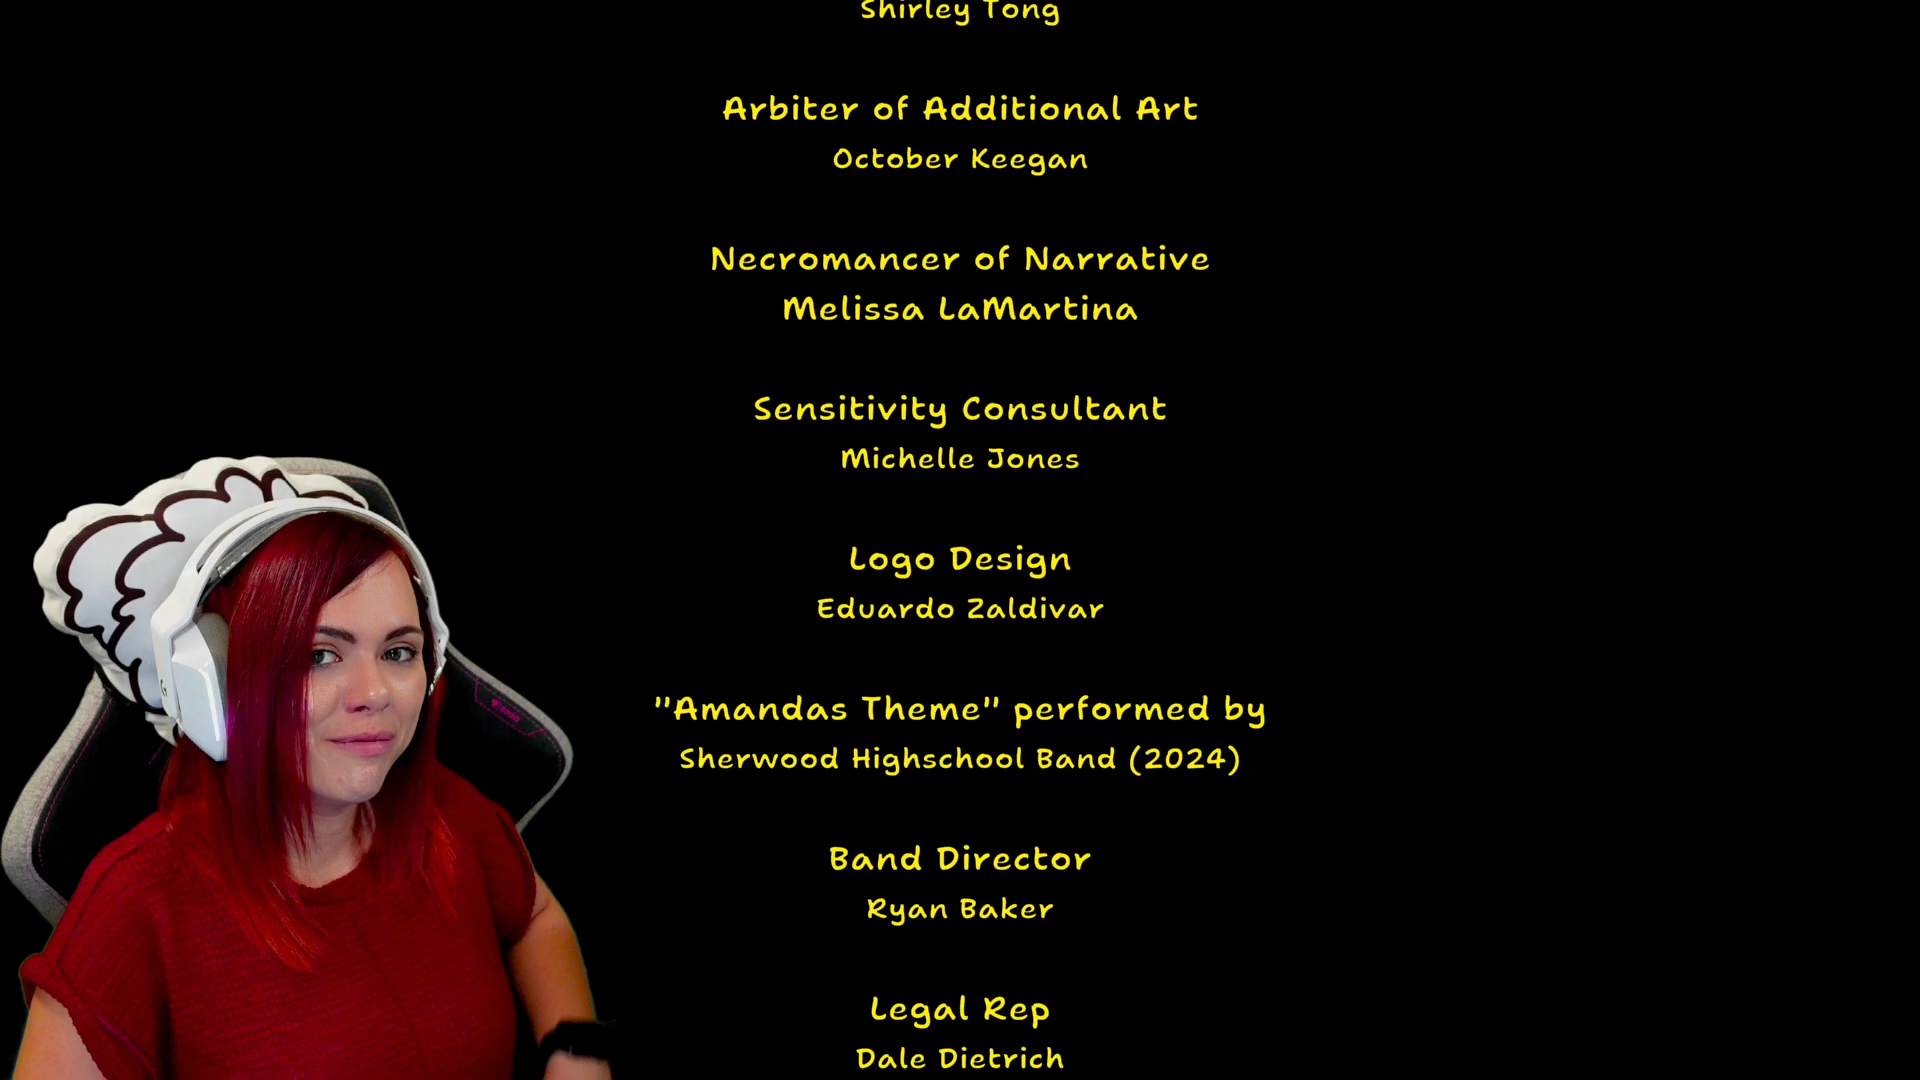 Shirley Tong
Arbiter of Additional Art
October Keegan
Necromancer of Narrative
Melissa LaMartina
Sensitivity Consultant
Michelle Jones
Logo Design
Eduardo Zaldivar
"Amandas Theme" performed by
Sherwood Highschool Band (2024)
Band Director
Ryan Baker
Legal Rep
Dale Dietrich